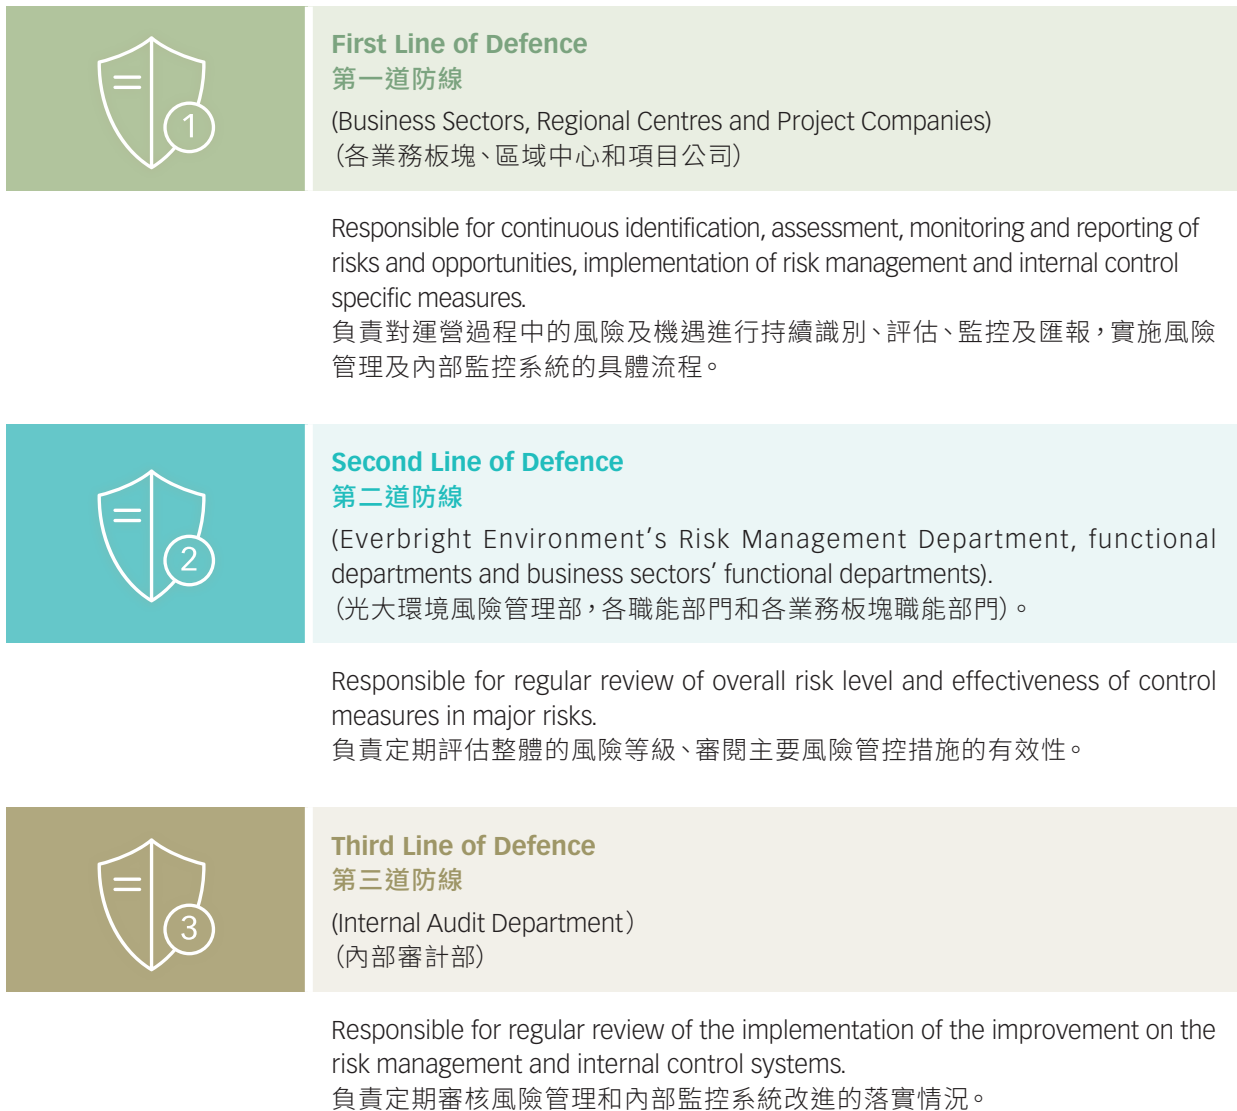 1
First Line of Defence
第一道防線
(Business Sectors, Regional Centres and Project Companies)
（各業務板塊、區域中心和項目公司）
Responsible for continuous identification, assessment, monitoring and reporting of
risks and opportunities, implementation of risk management and internal control
specific measures.
負責對運營過程中的風險及機遇進行持續識別、評估、監控及匯報，實施風險
管理及內部監控系統的具體流程。
2
Second Line of Defence
第二道防線
(Everbright Environment‘s Risk Management Department, functional
departments and business sectors’ functional departments).
（光大環境風險管理部，各職能部門和各業務板塊職能部門）。
Responsible for regular review of overall risk level and effectiveness of control
measures in major risks.
負責定期評估整體的風險等級、審閱主要風險管控措施的有效性。
3
Third Line of Defence
第三道防線
(Internal Audit Department）
（內部審計部）
Responsible for regular review of the implementation of the improvement on the
risk management and internal control systems.
負責定期審核風險管理和內部監控系統改進的落實情況。